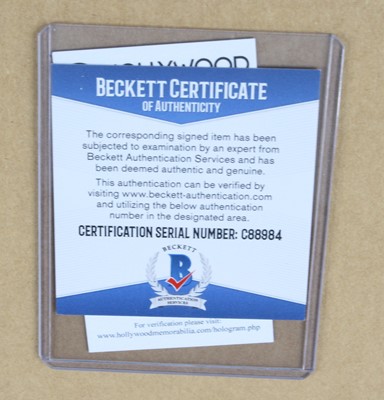 HOLLYWOOD
BECKETT CERTIFICATE
OF AUTHENTICITY
The corresponding signed item has been
subjected to examination by an expert from
Beckett Authentication Services and has
been deemed authentic and genuine.
This authentication can be verified by
visiting www.beckett-authentication.com
and utilizing the below authentication
number in the designated area.
CERTIFICATION SERIAL NUMBER: C88984
BECKETT
B
AUTHENTICATION
SERVICES
For verification please visit:
www.hollywoodmemorabilia.com/hologram.php